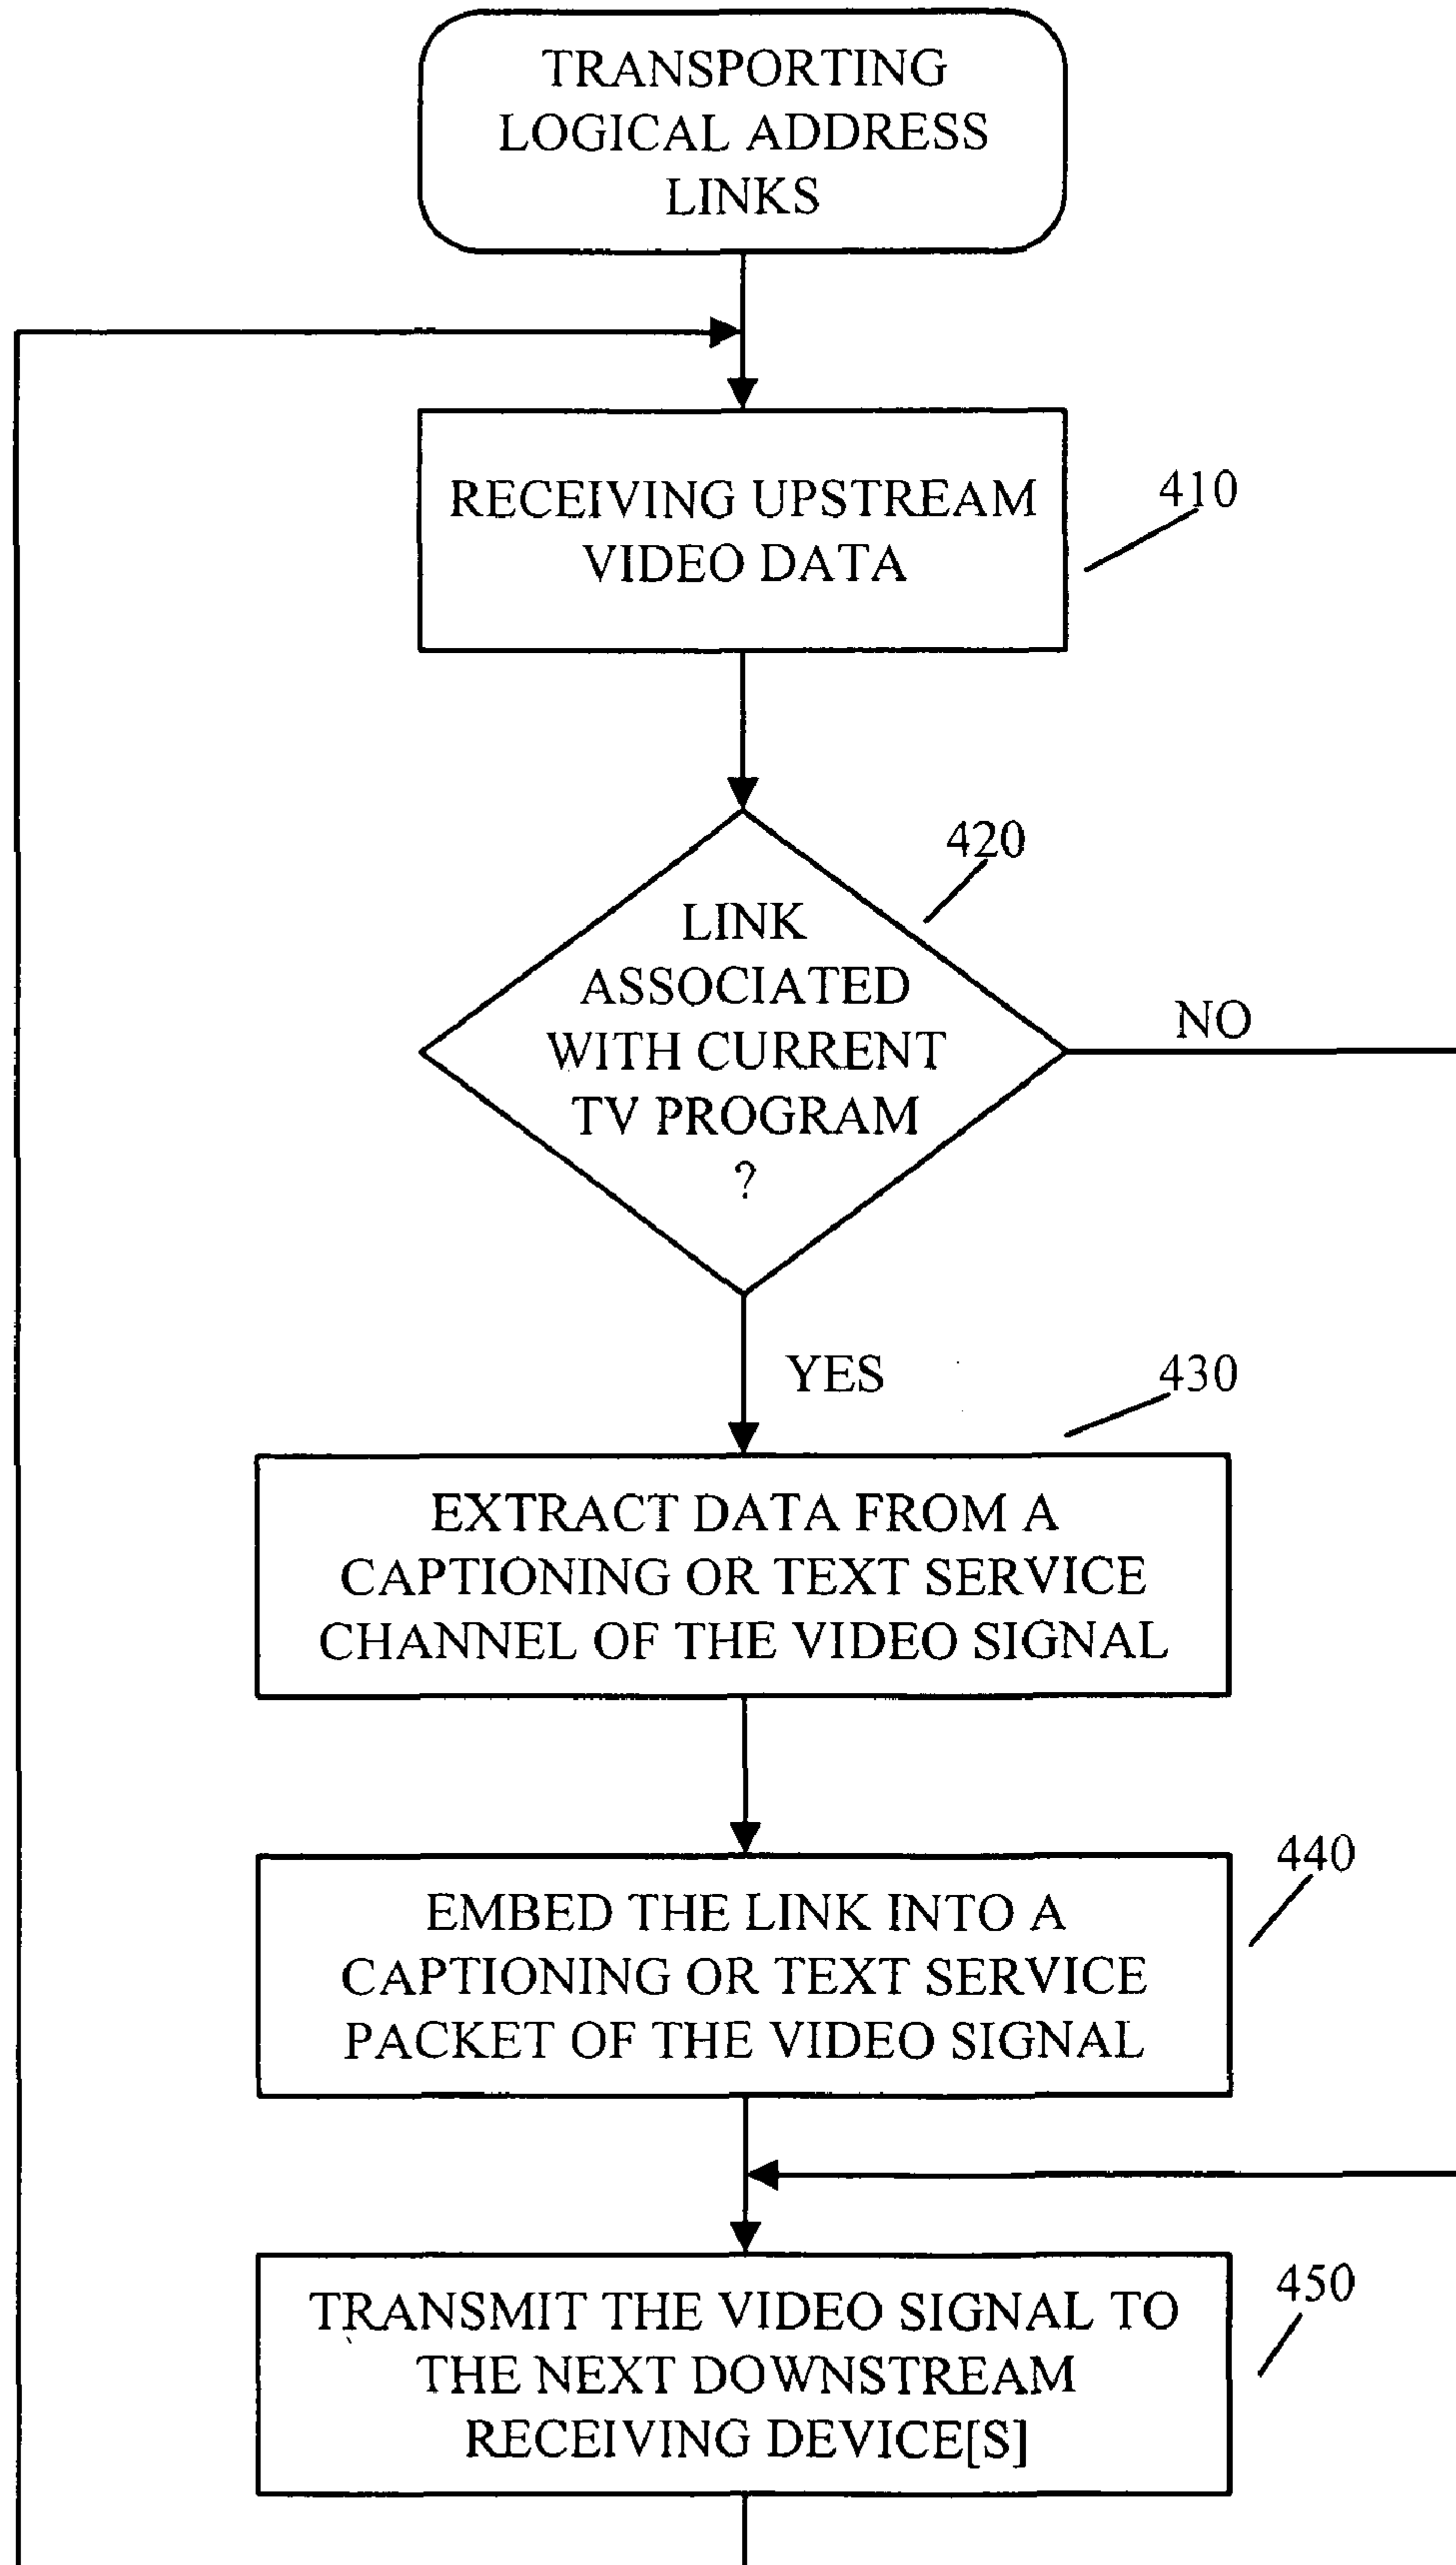 TRANSPORTING
LOGICAL ADDRESS
LINKS
RECEIVING UPSTREAM
VIDEO DATA
410
420
LINK
ASSOCIATED
WITH CURRENT
TV PROGRAM
?
NO
YES
430
EXTRACT DATA FROM A
CAPTIONING OR TEXT SERVICE
CHANNEL OF THE VIDEO SIGNAL
440
EMBED THE LINK INTO A
CAPTIONING OR TEXT SERVICE
PACKET OF THE VIDEO SIGNAL
450
TRANSMIT THE VIDEO SIGNAL TO
THE NEXT DOWNSTREAM
RECEIVING DEVICE[S]